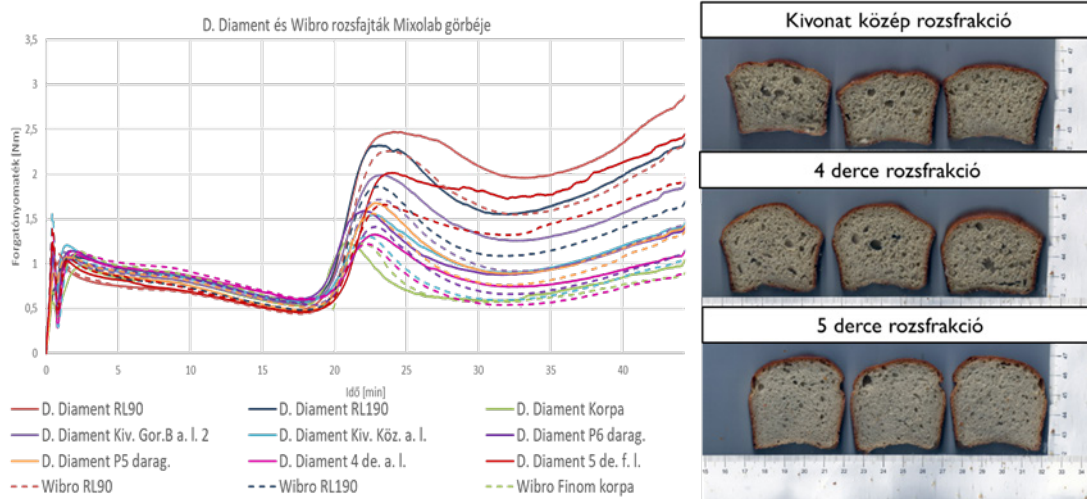 D. Diament és Wibro rozsfajták Mixolab görbéje
3,5
3
2,5
2
1,5
1
0,5
0
Forgatónyomaték [Nm]
0 5 10 15 20 25 30 35 40
Idő [min]
D. Diament RL90
D. Diament RL190
D. Diament Korpa
D. Diament Kiv. Gor.B a. l. 2
D. Diament Kiv. Köz. a. l.
D. Diament P6 darag.
D. Diament P5 darag.
D. Diament 4 de. a. l.
D. Diament 5 de. f. l.
Wibro RL90
Wibro RL190
Wibro Finom korpa
Kivonat közép rozsfrakció
4 derce rozsfrakció
5 derce rozsfrakció